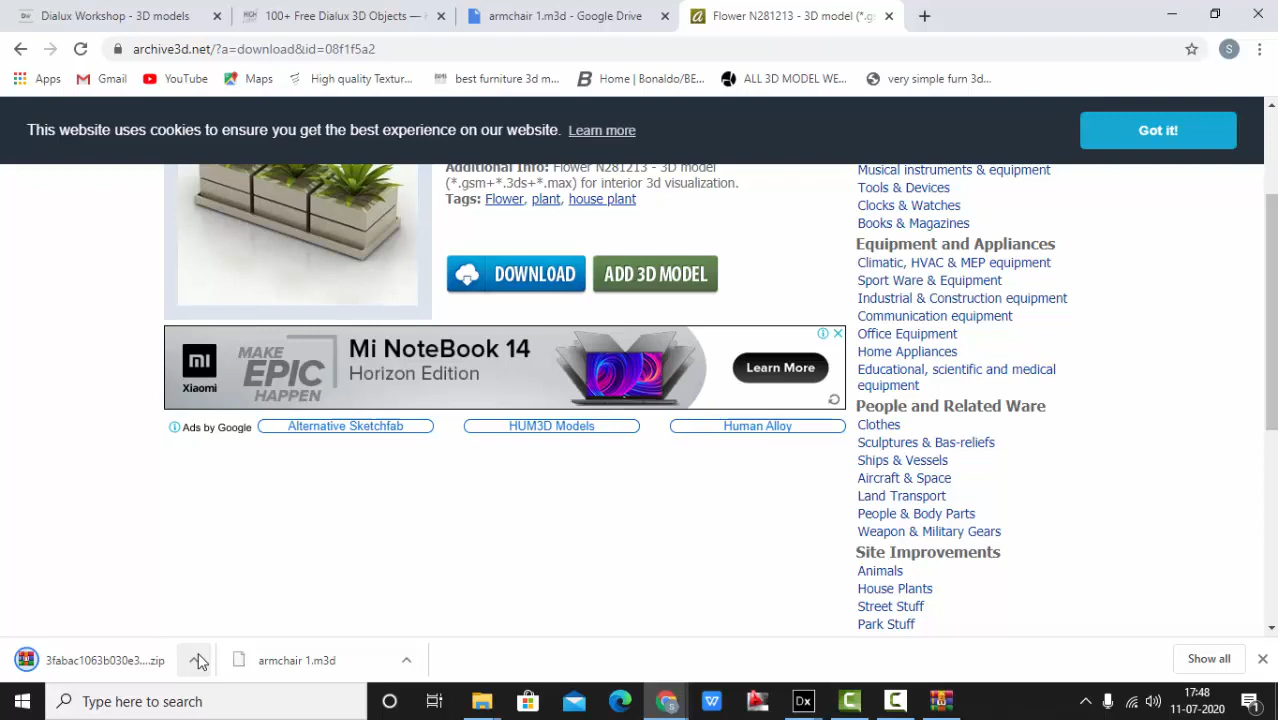 Dialux Workshop - 3D models
100+ Free Dialux 3D Objects —
armchair 1.m3d - Google Drive
Flower N281213 - 3D model (*.gs
archive3d.net/?a=download&id=08f1f5a2
S
Apps
Gmail
YouTube
Maps
High quality Textur...
best furniture 3d m...
Home | Bonaldo/BE...
ALL 3D MODEL WE...
very simple furn 3d...
This website uses cookies to ensure you get the best experience on our website. Learn more
Got it!
Additional Info: Flower N281213 - 3D model
(*.gsm+*.3ds+*.max) for interior 3d visualization.
Tags: Flower, plant, house plant
DOWNLOAD
ADD 3D MODEL
mi
Xiaomi
MAKE
EPIC
HAPPEN
Mi NoteBook 14
Horizon Edition
Learn More
Ads by Google
Alternative Sketchfab
HUM3D Models
Human Alloy
Musical instruments & equipment
Tools & Devices
Clocks & Watches
Books & Magazines
Equipment and Appliances
Climatic, HVAC & MEP equipment
Sport Ware & Equipment
Industrial & Construction equipment
Communication equipment
Office Equipment
Home Appliances
Educational, scientific and medical
equipment
People and Related Ware
Clothes
Sculptures & Bas-reliefs
Ships & Vessels
Aircraft & Space
Land Transport
People & Body Parts
Weapon & Military Gears
Site Improvements
Animals
House Plants
Street Stuff
Park Stuff
3fabac1063b030e3....zip
armchair 1.m3d
Show all
Type here to search
Dx
17:48
11-07-2020